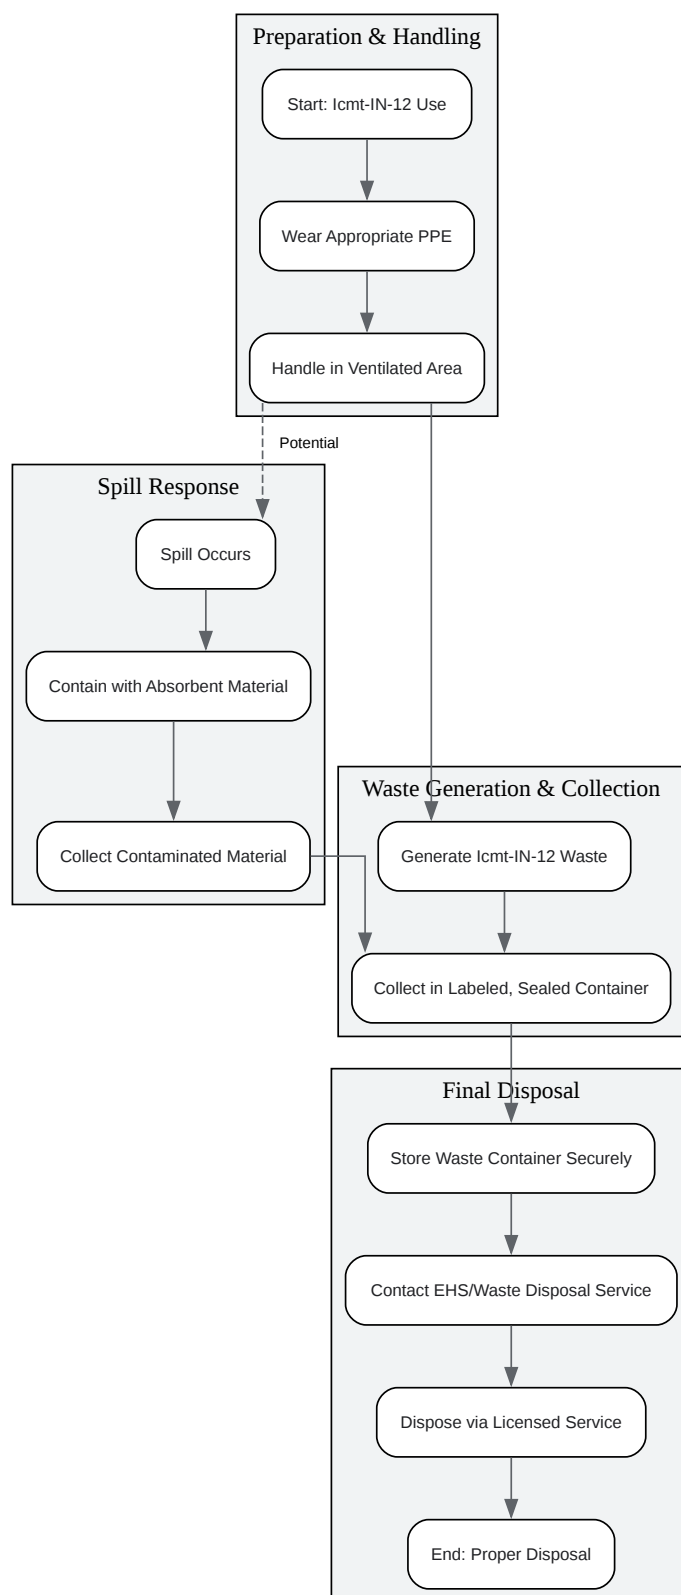 Preparation & Handling
Start: Icmt-IN-12 Use
Wear Appropriate PPE
Handle in Ventilated Area
Potential
Spill Response
Spill Occurs
Contain with Absorbent Material
Collect Contaminated Material
Waste Generation & Collection
Generate Icmt-IN-12 Waste
Collect in Labeled, Sealed Container
Final Disposal
Store Waste Container Securely
Contact EHS/Waste Disposal Service
Dispose via Licensed Service
End: Proper Disposal